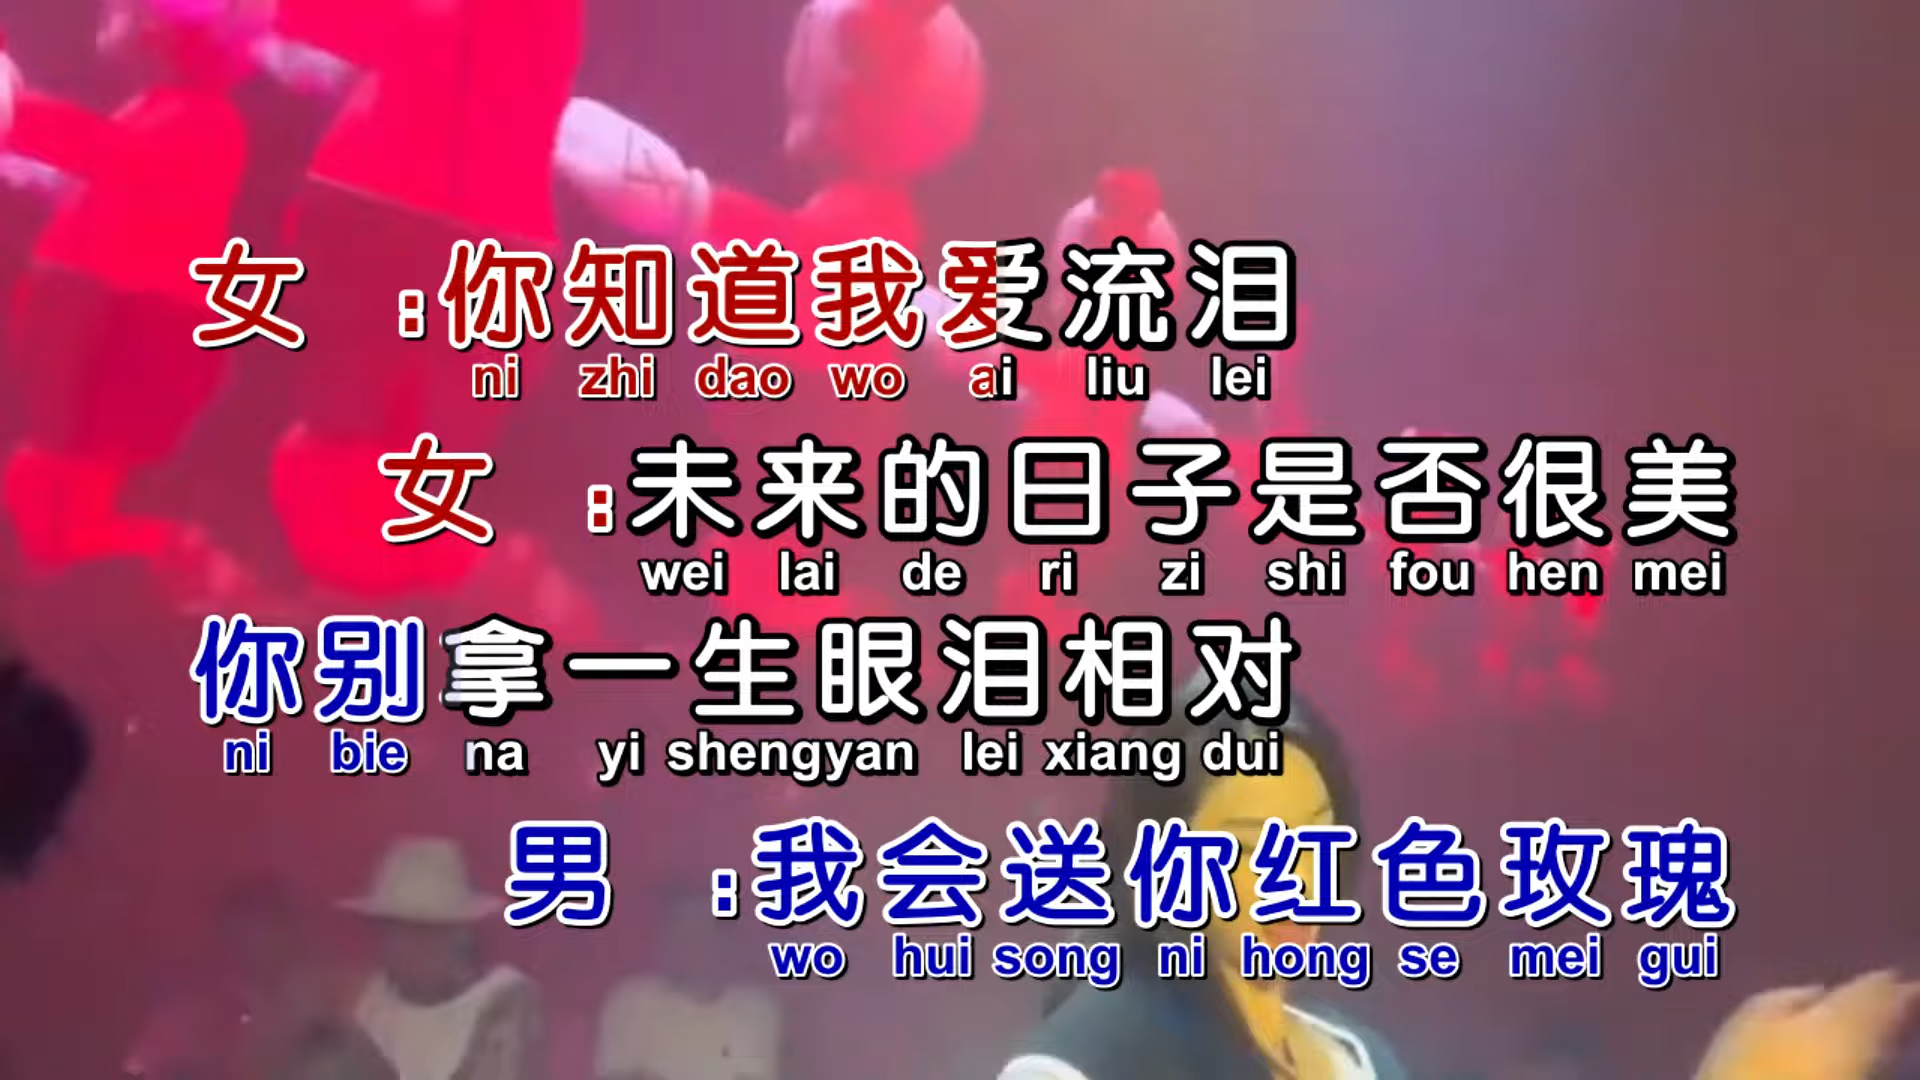 女 :你知道我爱流泪
ni zhi dao wo ai liu lei
女 :未来的日子是否很美
wei lai de ri zi shi fou hen mei
你别拿一生眼泪相对
ni bie na yi shengyan lei xiang dui
男 :我会送你红色玫瑰
wo hui song ni hong se mei gui